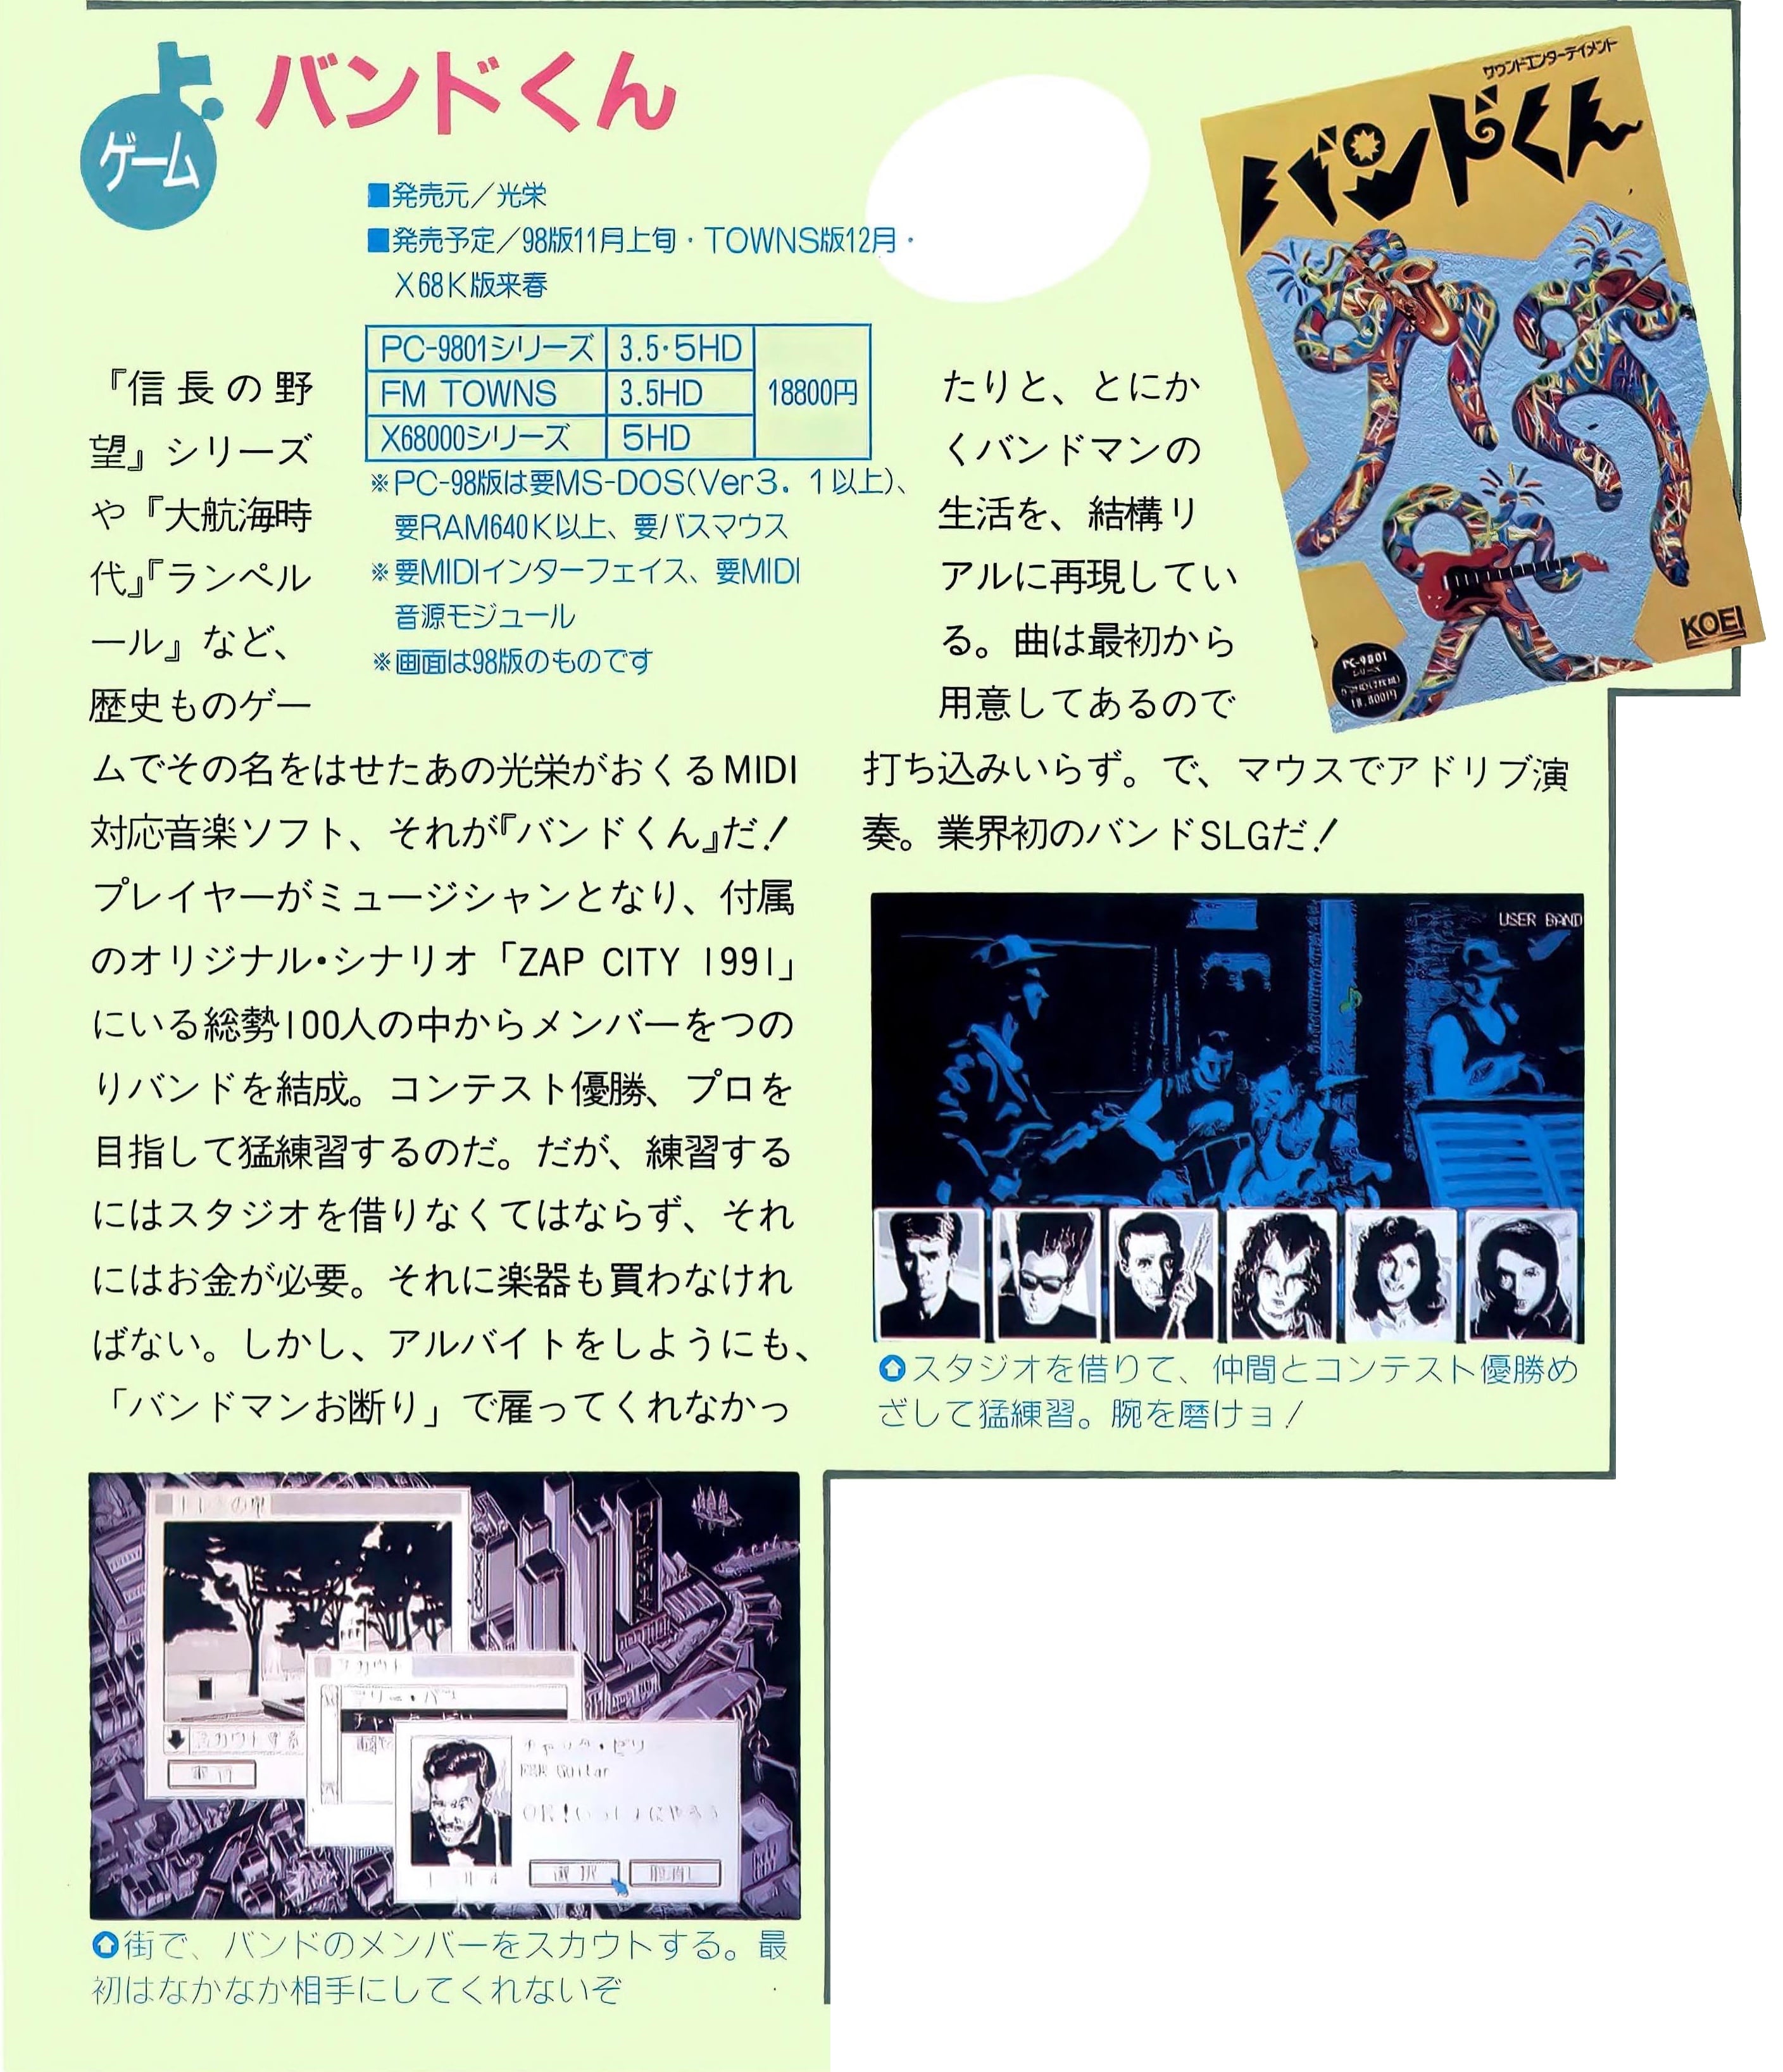 ゲーム
バンドくん
■発売元／光栄
■発売予定／98版11月上旬・TOWNS版12月・
X68K版来春
PC-9801シリーズ 3.5・5HD
FM TOWNS 3.5HD 18800円
X68000シリーズ 5HD
※PC-98版は要MS-DOS(Ver3．1以上)、
要RAM640K以上、要バスマウス
※要MIDIインターフェイス、要MIDI
音源モジュール
※画面は98版のものです
『信長の野
望』シリーズ
や『大航海時
代』『ランペル
ール』など、
歴史ものゲー
ムでその名をはせたあの光栄がおくるMIDI
対応音楽ソフト、それが『バンドくん』だ！
プレイヤーがミュージシャンとなり、付属
のオリジナル・シナリオ「ZAP CITY 1991」
にいる総勢100人の中からメンバーをつの
りバンドを結成。コンテスト優勝、プロを
目指して猛練習するのだ。だが、練習する
にはスタジオを借りなくてはならず、それ
にはお金が必要。それに楽器も買わなけれ
ばない。しかし、アルバイトをしようにも、
「バンドマンお断り」で雇ってくれなかっ
たりと、とにか
くバンドマンの
生活を、結構リ
アルに再現してい
る。曲は最初から
用意してあるので
打ち込みいらず。で、マウスでアドリブ演
奏。業界初のバンドSLGだ！
サウンドエンターテイメント
バンドくん
KOEI
PC-9801
シリーズ
18,800円
USER BAND
スタジオを借りて、仲間とコンテスト優勝め
ざして猛練習。腕を磨けョ！
スカウト
スカウトする
実行
チャック・ビリ
Guitar
選択 取消し
街で、バンドのメンバーをスカウトする。最
初はなかなか相手にしてくれないぞ